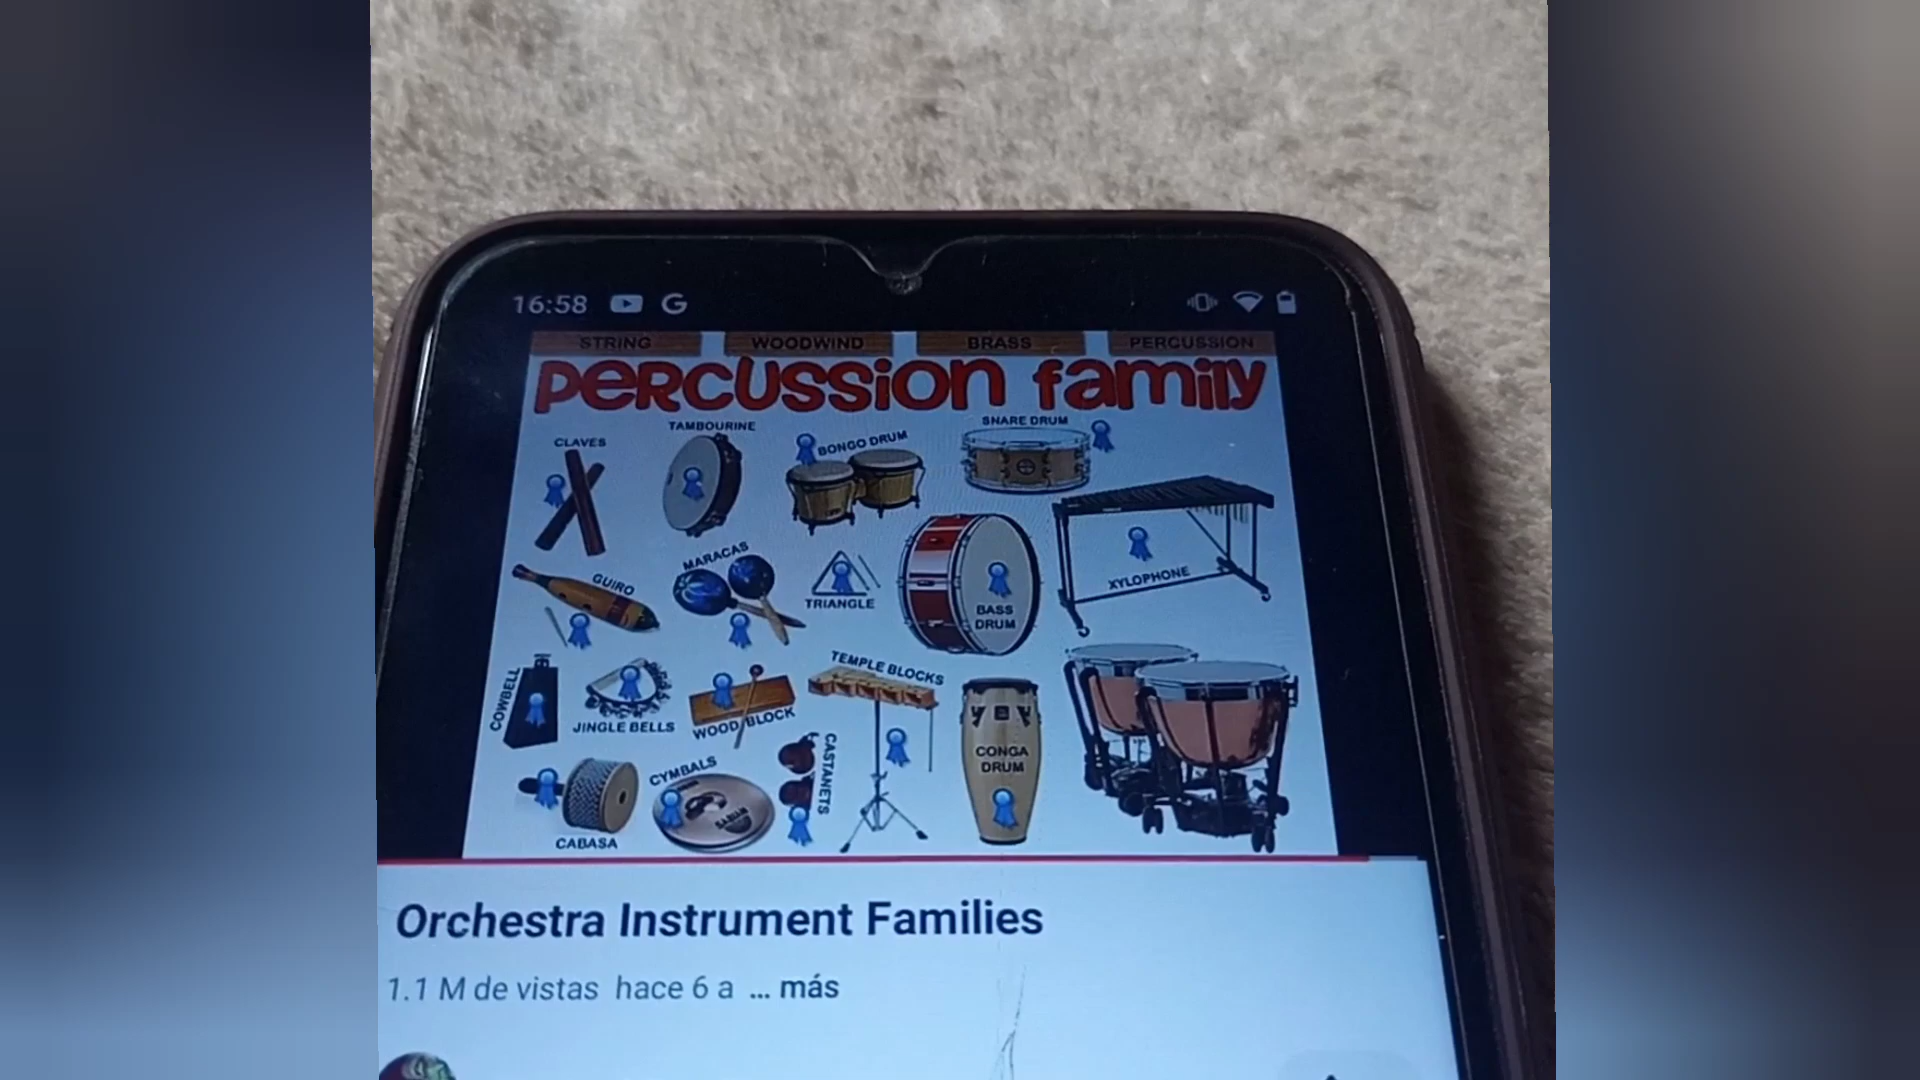 16:58
STRING
WOODWIND
BRASS
PERCUSSION
PERCUSSION family
CLAVES
TAMBOURINE
BONGO DRUM
SNARE DRUM
GUIRO
MARACAS
TRIANGLE
BASS
DRUM
XYLOPHONE
COWBELL
JINGLE BELLS
WOOD BLOCK
TEMPLE BLOCKS
CABASA
CYMBALS
SABIAN
CASTANETS
CONGA
DRUM
Orchestra Instrument Families
1.1 M de vistas hace 6 a ... más